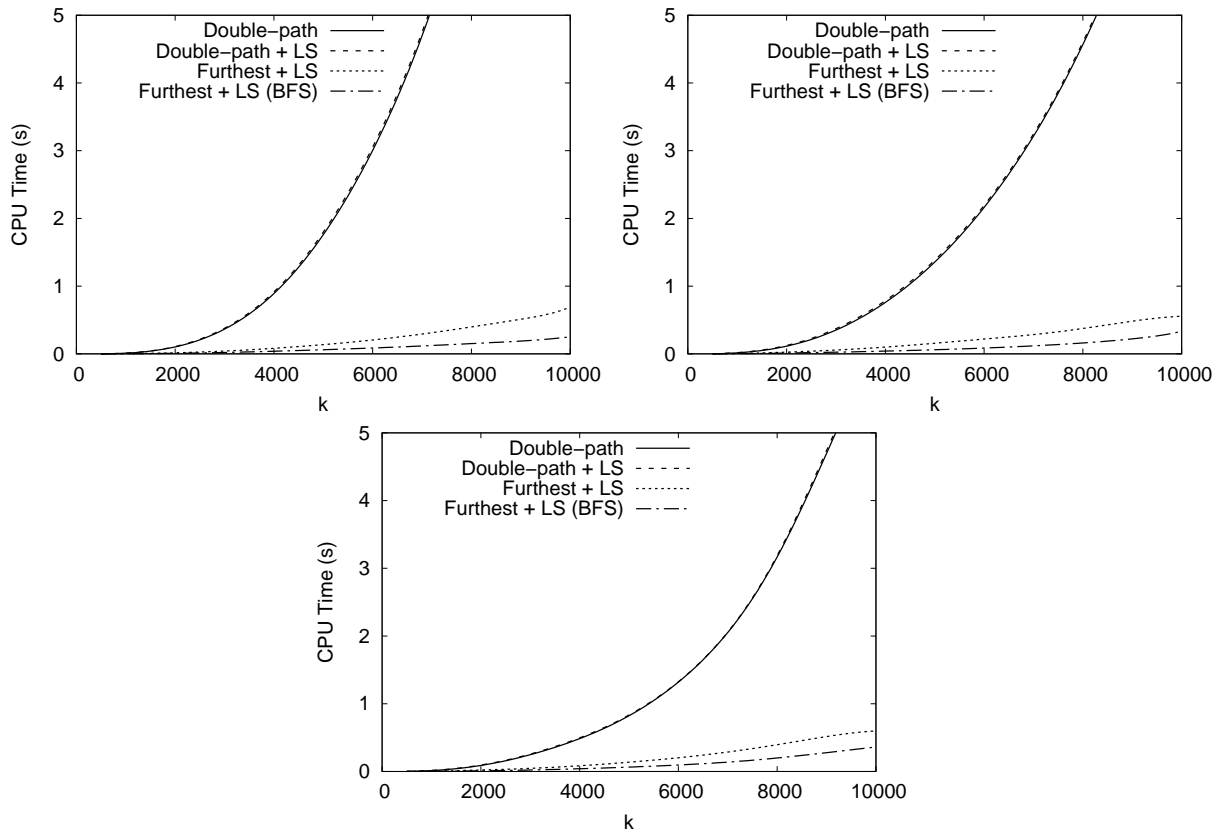 5
4
3
2
1
0
CPU Time (s)
Double-path
Double-path + LS
Furthest + LS
Furthest + LS (BFS)
0 2000 4000 6000 8000 10000
k
5
4
3
2
1
0
CPU Time (s)
Double-path
Double-path + LS
Furthest + LS
Furthest + LS (BFS)
0 2000 4000 6000 8000 10000
k
5
4
3
2
1
0
CPU Time (s)
Double-path
Double-path + LS
Furthest + LS
Furthest + LS (BFS)
0 2000 4000 6000 8000 10000
k